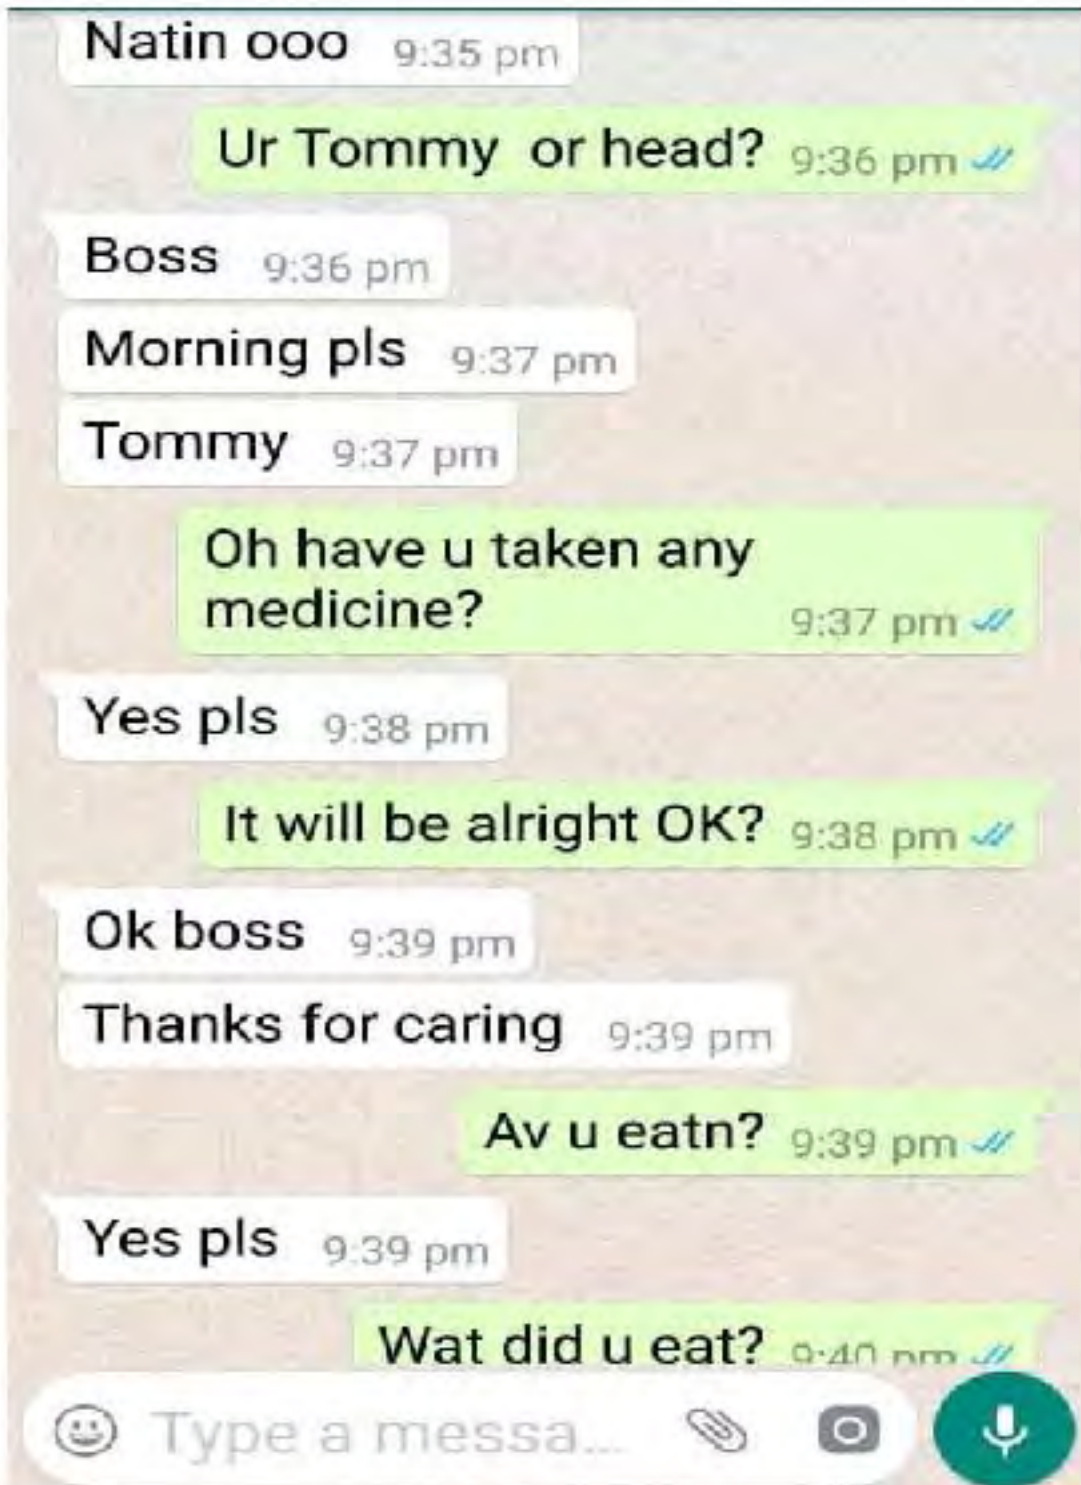 Natin ooo 9:35 pm
Ur Tommy or head? 9:36 pm
Boss 9:36 pm
Morning pls 9:37 pm
Tommy 9:37 pm
Oh have u taken any
medicine? 9:37 pm
Yes pls 9:38 pm
It will be alright OK? 9:38 pm
Ok boss 9:39 pm
Thanks for caring 9:39 pm
Av u eatn? 9:39 pm
Yes pls 9:39 pm
Wat did u eat? 9:40 pm
Type a messa...